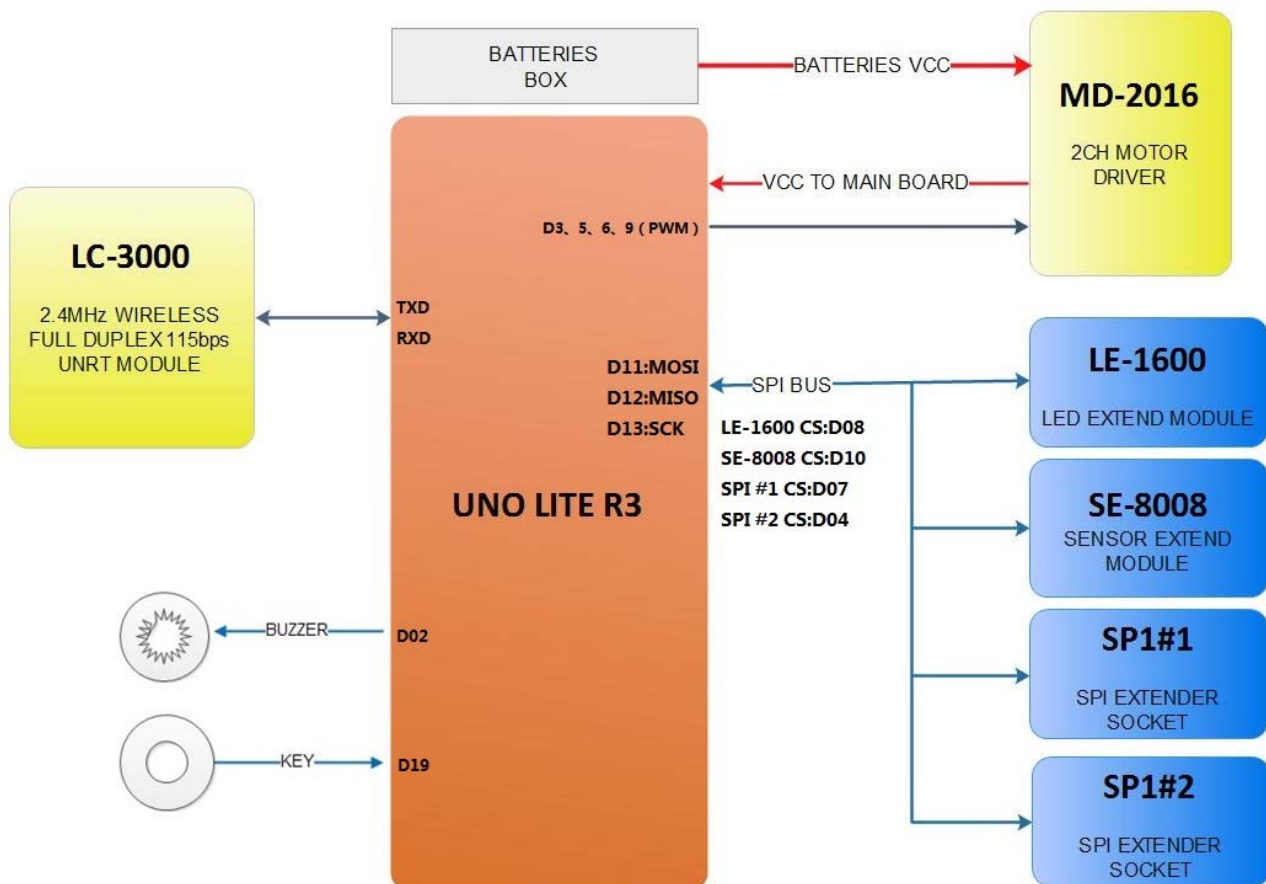 BATTERIES
BOX
BATTERIES VCC
MD-2016
2CH MOTOR
DRIVER
VCC TO MAIN BOARD
D3、5、6、9（PWM）
LC-3000
2.4MHz WIRELESS
FULL DUPLEX 115bps
UNRT MODULE
TXD
RXD
D11:MOSI
D12:MISO
D13:SCK
SPI BUS
LE-1600 CS:D08
SE-8008 CS:D10
SPI #1 CS:D07
SPI #2 CS:D04
UNO LITE R3
LE-1600
LED EXTEND MODULE
SE-8008
SENSOR EXTEND
MODULE
BUZZER
D02
KEY
D19
SP1#1
SPI EXTENDER
SOCKET
SP1#2
SPI EXTENDER
SOCKET